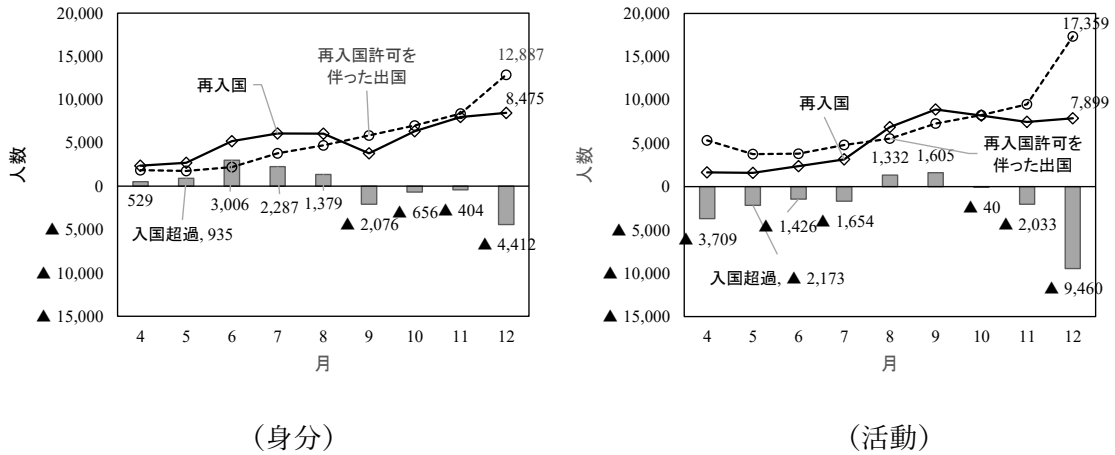 20,000
15,000
10,000
5,000
0
▲ 5,000
▲ 10,000
▲ 15,000
人数
再入国
再入国許可を
伴った出国
12,887
8,475
529
入国超過, 935
3,006
2,287
1,379
▲ 2,076
▲ 656
▲ 404
▲ 4,412
4 5 6 7 8 9 10 11 12
月
(身分)
20,000
15,000
10,000
5,000
0
▲ 5,000
▲ 10,000
▲ 15,000
人数
再入国
再入国許可を
伴った出国
17,359
7,899
▲ 3,709
入国超過, ▲ 2,173
▲ 1,426
▲ 1,654
1,332
1,605
▲ 40
▲ 2,033
▲ 9,460
4 5 6 7 8 9 10 11 12
月
(活動)